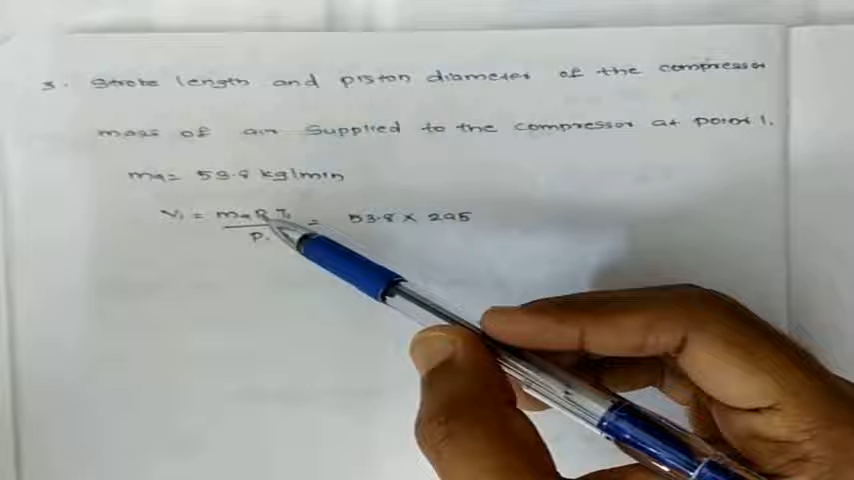 3. Stroke length and piston diameter of the compressor
mass of air supplied to the compressor at point 1.
ma = 53.8 kg/min
V1 = maRT1 / P1 = 53.8 × 295